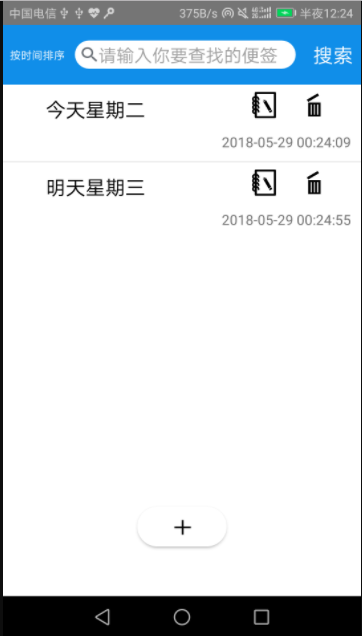 中国电信 375B/s 半夜12:24
按时间排序 请输入你要查找的便签 搜索
今天星期二
2018-05-29 00:24:09
明天星期三
2018-05-29 00:24:55
+